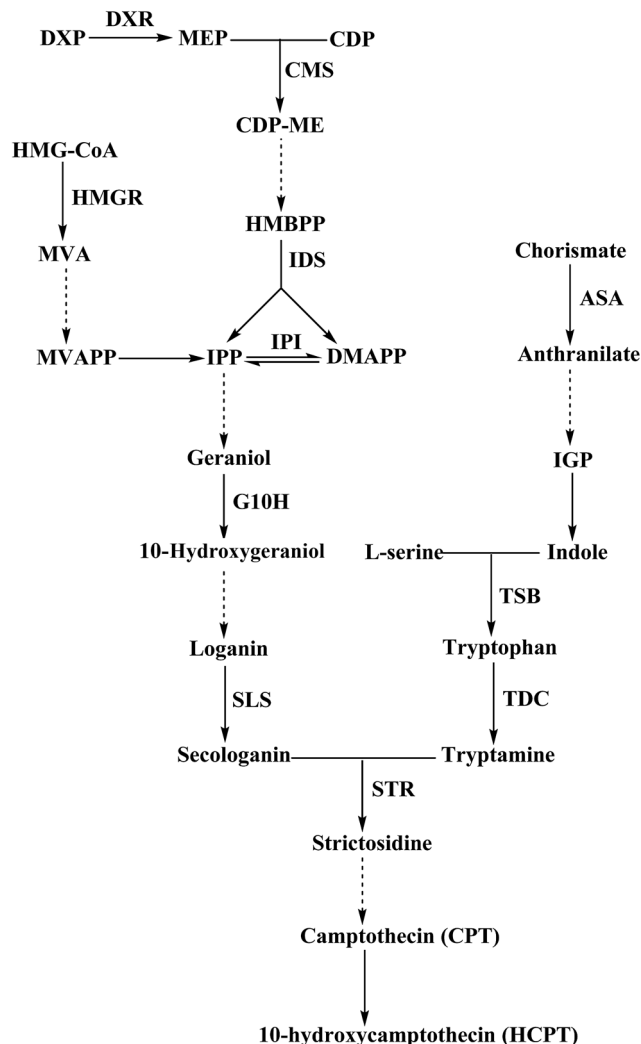 DXR
DXP MEP CDP
CMS
CDP-ME
HMG-CoA
HMGR
HMBPP
MVA
IDS
Chorismate
ASA
IPI
MVAPP IPP DMAPP
Anthranilate
Geraniol
IGP
G10H
10-Hydroxygeraniol
L-serine Indole
TSB
Loganin
Tryptophan
SLS
TDC
Secologanin Tryptamine
STR
Strictosidine
Camptothecin (CPT)
10-hydroxycamptothecin (HCPT)